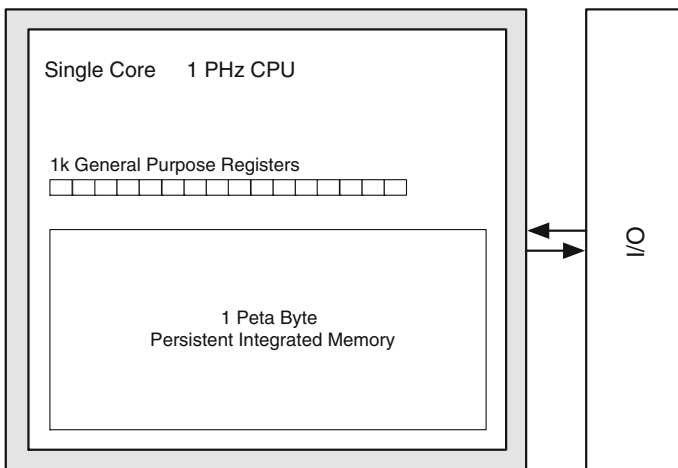 Single Core 1 PHz CPU
1k General Purpose Registers
1 Peta Byte
Persistent Integrated Memory
I/O